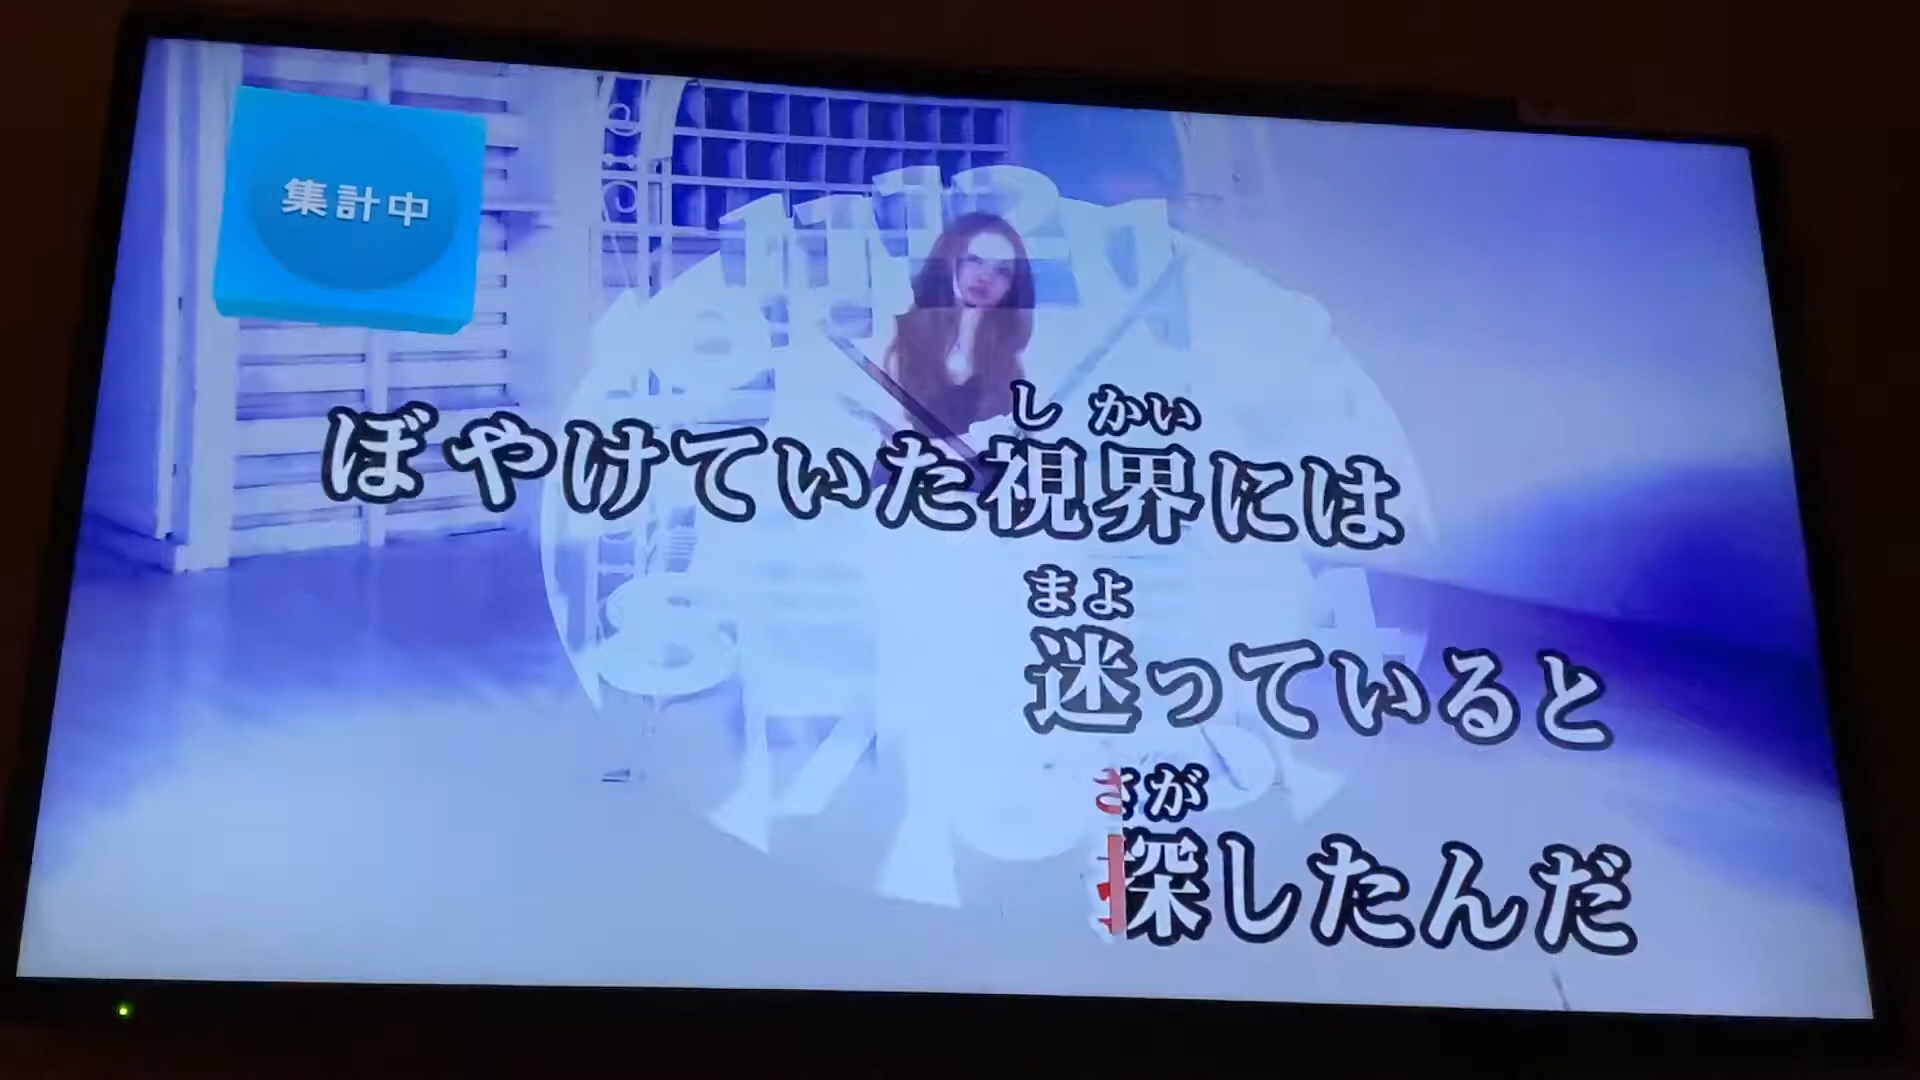 集計中
しかい
ぼやけていた視界には
まよ
迷っていると
さが
探したんだ